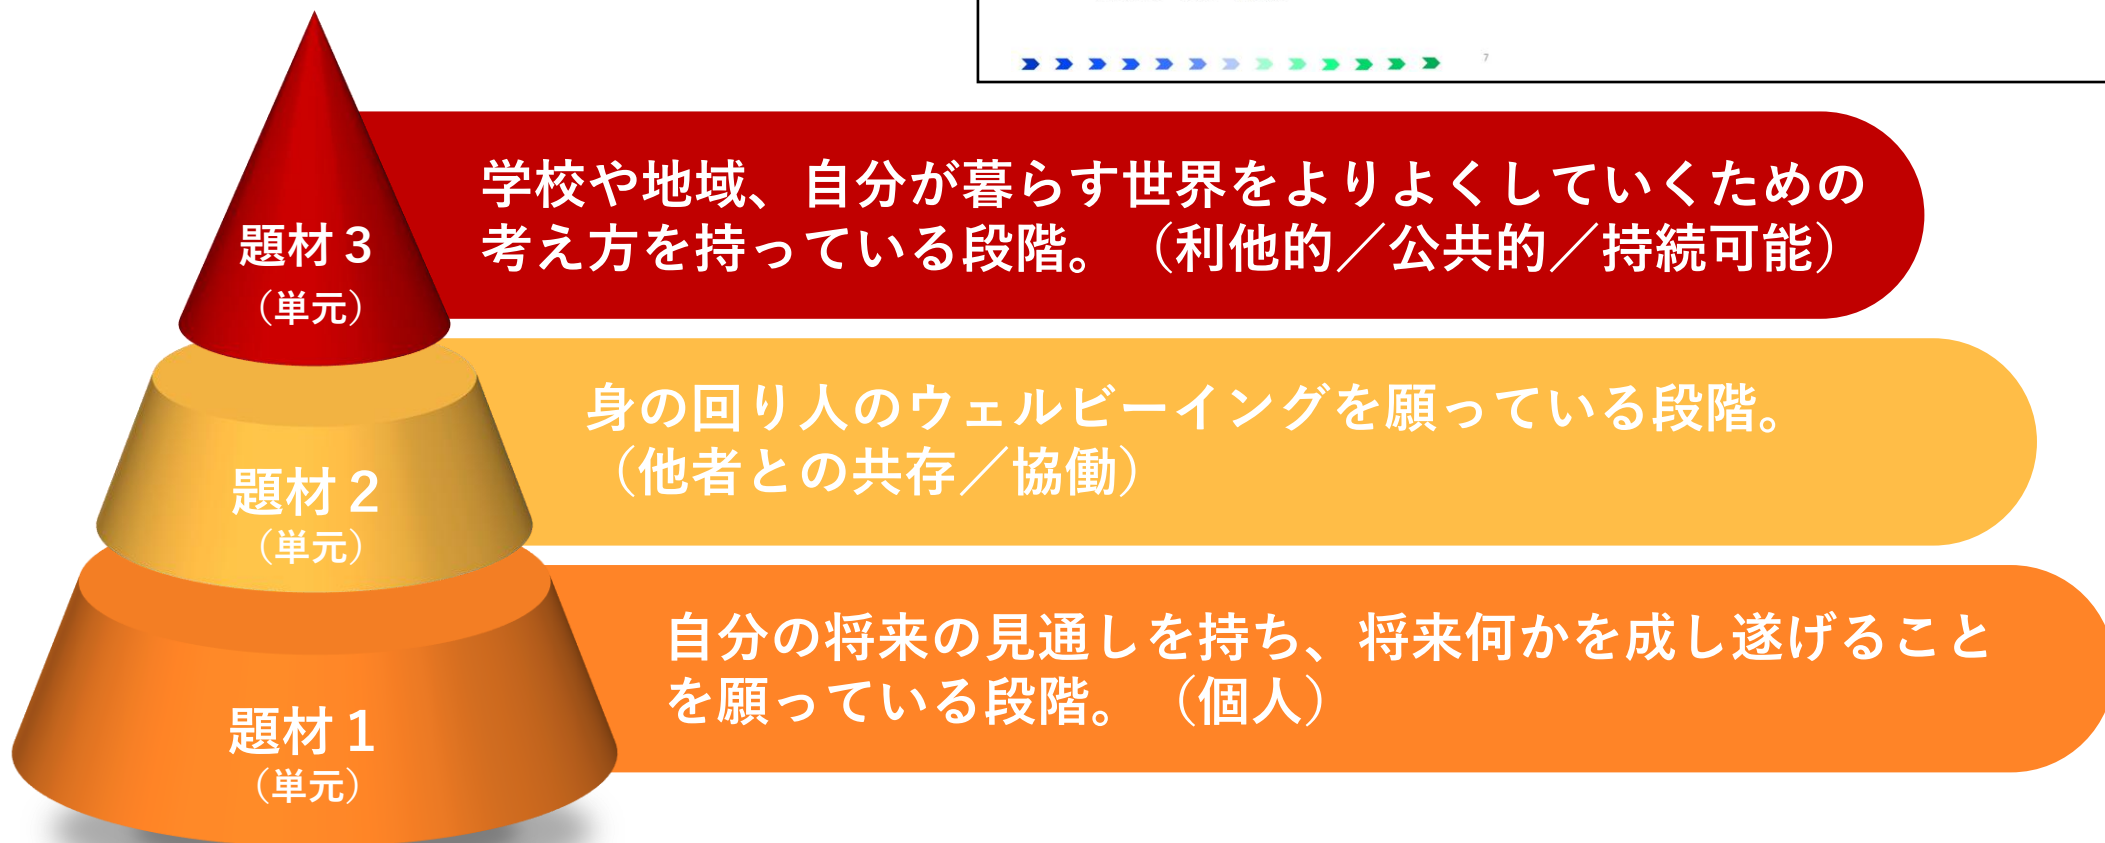 7
題材3
（単元）
学校や地域、自分が暮らす世界をよりよくしていくための
考え方を持っている段階。（利他的／公共的／持続可能）
題材2
（単元）
身の回り人のウェルビーイングを願っている段階。
（他者との共存／協働）
題材1
（単元）
自分の将来の見通しを持ち、将来何かを成し遂げること
を願っている段階。（個人）